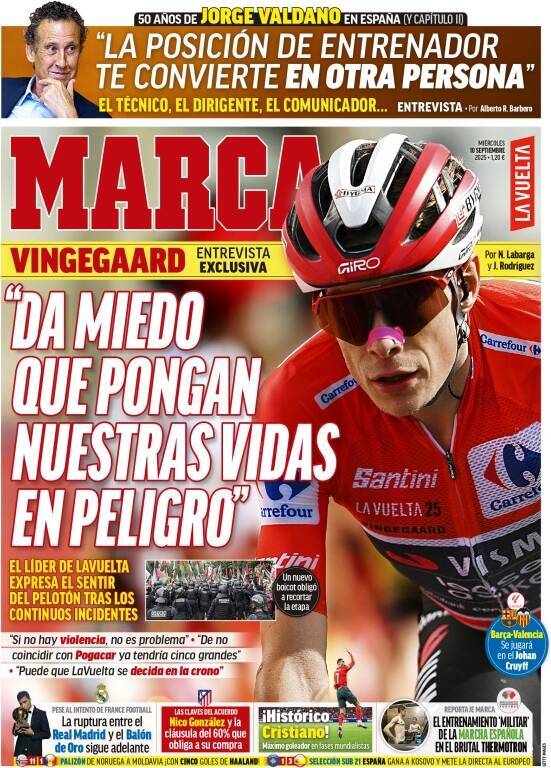 50 AÑOS DE JORGE VALDANO EN ESPAÑA (Y CAPÍTULO II)
“LA POSICIÓN DE ENTRENADOR
TE CONVIERTE EN OTRA PERSONA”
EL TÉCNICO, EL DIRIGENTE, EL COMUNICADOR... ENTREVISTA • Por Alberto R. Barbero
MARCA
MIÉRCOLES
10 SEPTIEMBRE
2025 • 1,20 €
LA VUELTA
VINGEGAARD
ENTREVISTA
EXCLUSIVA
Por N. Labarga
y J. Rodríguez
GIRO
“DA MIEDO
QUE PONGAN
NUESTRAS VIDAS
EN PELIGRO”
Carrefour
Carrefour
Santini
LA VUELTA 25
VINGEGAARD
Carrefour
Carrefour
VISM
EL LÍDER DE LAVUELTA
EXPRESA EL SENTIR
DEL PELOTÓN TRAS LOS
CONTINUOS INCIDENTES
Un nuevo
boicot obligó
a recortar
la etapa
"Si no hay violencia, no es problema" • "De no
coincidir con Pogacar ya tendría cinco grandes"
• "Puede que LaVuelta se decida en la crono"
Barça-Valencia
Se jugará
en el Johan
Cruyff
PESE AL INTENTO DE FRANCE FOOTBALL
La ruptura entre el
Real Madrid y el Balón
de Oro sigue adelante
LAS CLAVES DEL ACUERDO
Nico González y la
cláusula del 60% que
obliga a su compra
¡Histórico
Cristiano!
Máximo goleador en fases mundialistas
REPORTAJE MARCA
EL ENTRENAMIENTO 'MILITAR'
DE LA MARCHA ESPAÑOLA
EN EL BRUTAL THERMOTRON
11 1 PALIZÓN DE NORUEGA A MOLDAVIA ¡CON CINCO GOLES DE HAALAND!
1 3 SELECCIÓN SUB 21 ESPAÑA GANA A KOSOVO Y METE LA DIRECTA AL EUROPEO